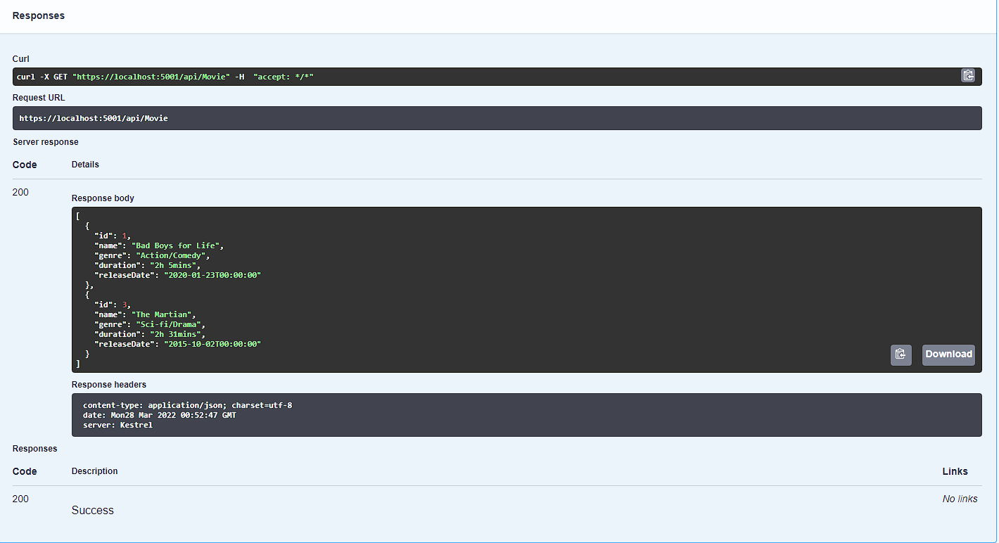 Responses
Curl
curl -X GET "https://localhost:5001/api/Movie" -H  "accept: */*"
Request URL
https://localhost:5001/api/Movie
Server response
Code Details
200
Response body
[
  {
    "id": 1,
    "name": "Bad Boys for Life",
    "genre": "Action/Comedy",
    "duration": "2h 5mins",
    "releaseDate": "2020-01-23T00:00:00"
  },
  {
    "id": 3,
    "name": "The Martian",
    "genre": "Sci-fi/Drama",
    "duration": "2h 31mins",
    "releaseDate": "2015-10-02T00:00:00"
  }
]
Download
Response headers
content-type: application/json; charset=utf-8
date: Mon28 Mar 2022 00:52:47 GMT
server: Kestrel
Responses
Code Description Links
200 No links
Success